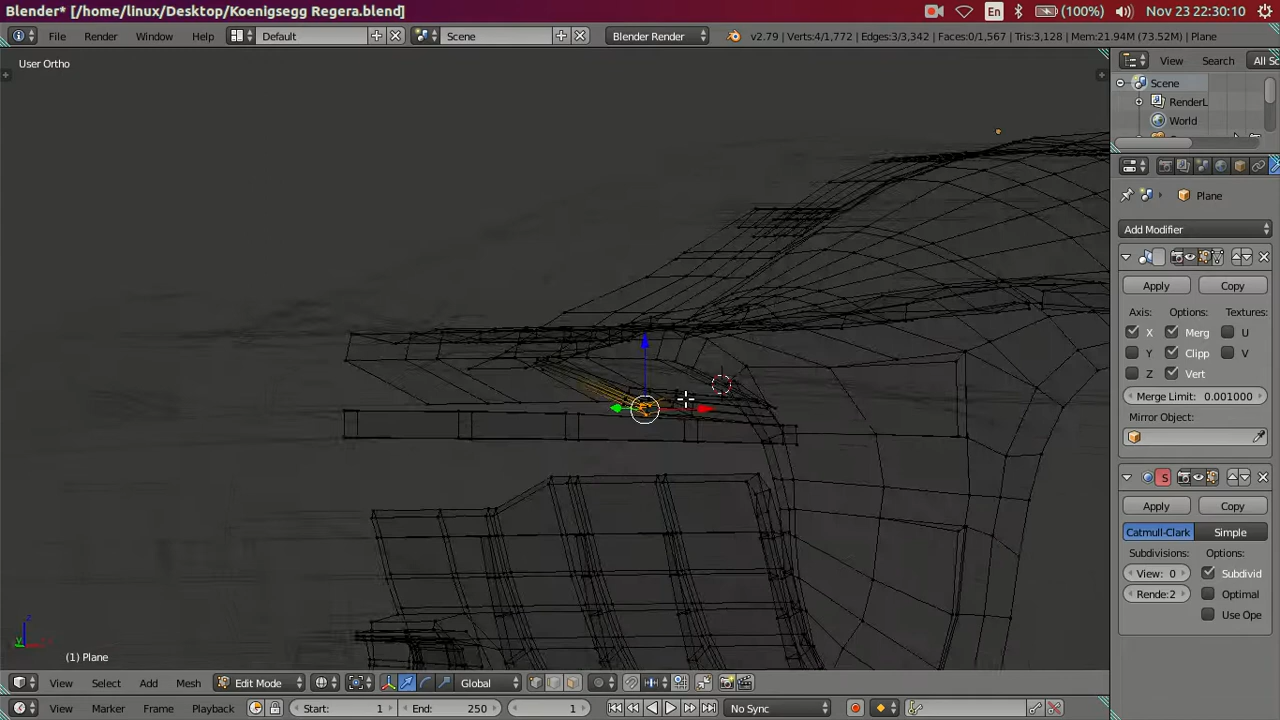 Blender* [/home/linux/Desktop/Koenigsegg Regera.blend]
En
(100%)
Nov 23 22:30:10
File
Render
Window
Help
Default
Scene
Blender Render
v2.79 | Verts:4/1,772 | Edges:3/3,342 | Faces:0/1,567 | Tris:3,128 | Mem:21.94M (73.52M) | Plane
User Ortho
View
Search
All Sc
Scene
RenderL
World
Plane
Add Modifier
Apply
Copy
Axis:
Options:
Textures:
X
Merg
U
Y
Clipp
V
Z
Vert
Merge Limit: 0.001000
Mirror Object:
S
Apply
Copy
Catmull-Clark
Simple
Subdivisions:
Options:
View: 0
Subdivid
Rende:2
Optimal
Use Ope
z
y
(1) Plane
View
Select
Add
Mesh
Edit Mode
Global
View
Marker
Frame
Playback
Start:
1
End:
250
1
No Sync